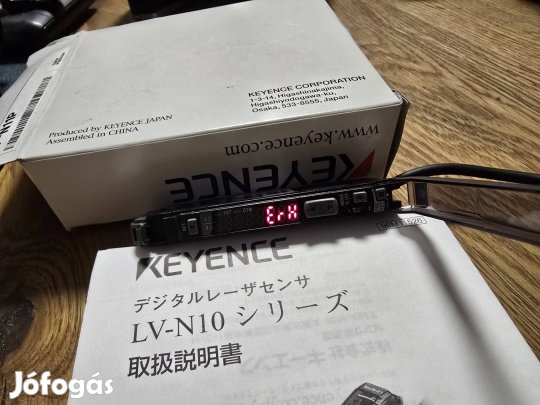 KEYENCE CORPORATION
1-3-14, Higashinakajima,
Higashiyodogawa-ku,
Osaka, 533-8555, Japan
Produced by KEYENCE JAPAN
Assembled in CHINA
www.keyence.com
KEYENCE
ErH
KEYENCE
デジタルレーザセンサ
LV-N10 シリーズ
取扱説明書
Jófogás